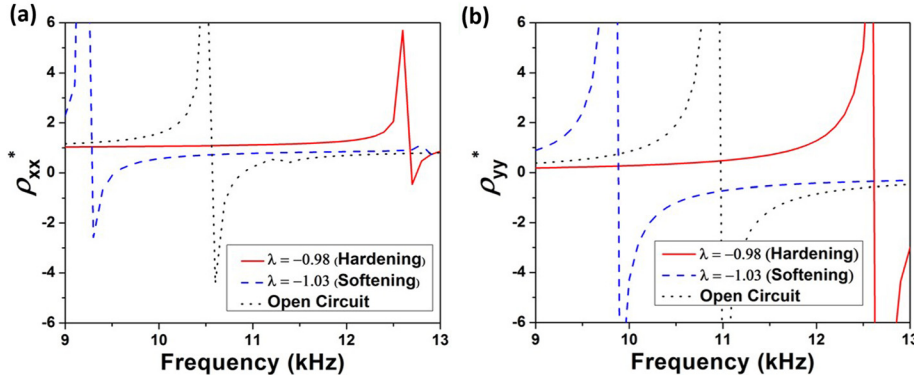 (a)
6
4
2
0
-2
-4
-6
ρxx*
λ = −0.98 (Hardening)
λ = −1.03 (Softening)
Open Circuit
9 10 11 12 13
Frequency (kHz)
(b)
6
4
2
0
-2
-4
-6
ρyy*
λ = −0.98 (Hardening)
λ = −1.03 (Softening)
Open Circuit
9 10 11 12 13
Frequency (kHz)